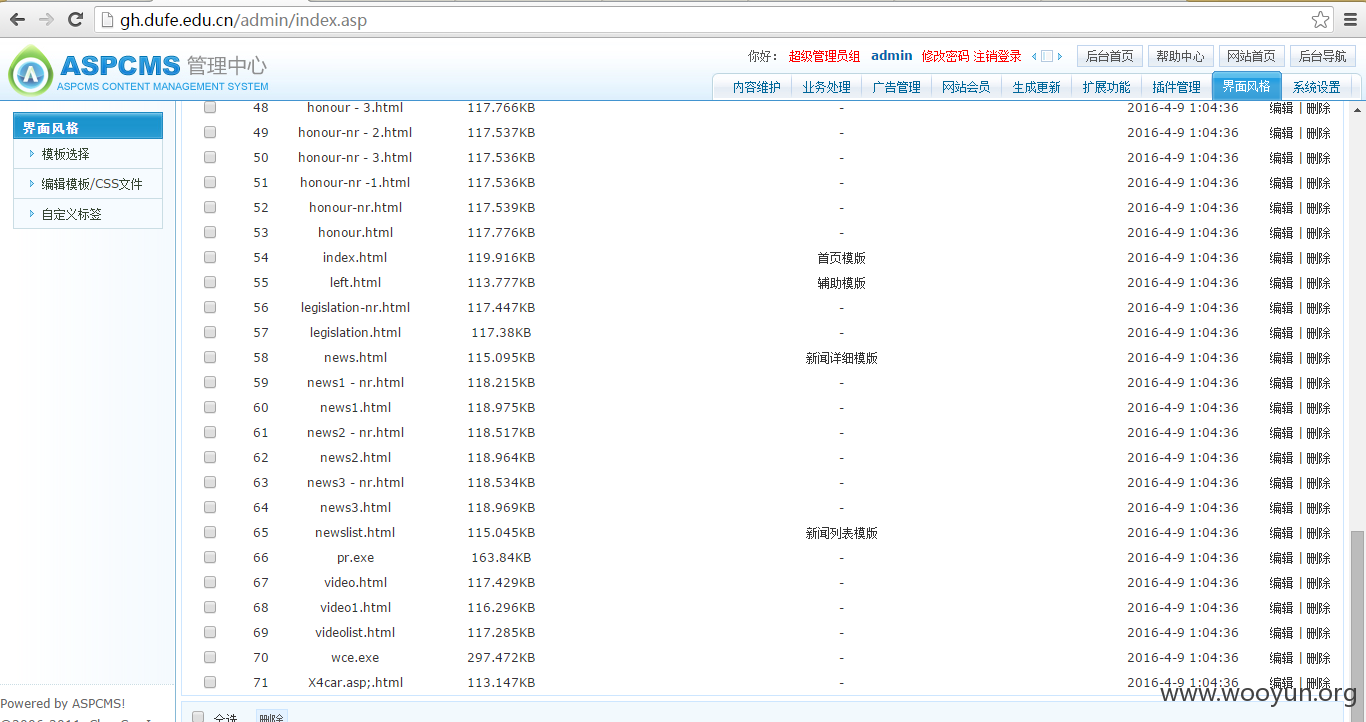 gh.dufe.edu.cn/admin/index.asp
ASPCMS 管理中心
ASPCMS CONTENT MANAGEMENT SYSTEM
你好： 超级管理员组 admin 修改密码 注销登录 后台首页 帮助中心 网站首页 后台导航
内容维护 业务处理 广告管理 网站会员 生成更新 扩展功能 插件管理 界面风格 系统设置
界面风格
模板选择
编辑模板/CSS文件
自定义标签
48 honour - 3.html 117.766KB - 2016-4-9 1:04:36 编辑 | 删除
49 honour-nr - 2.html 117.537KB - 2016-4-9 1:04:36 编辑 | 删除
50 honour-nr - 3.html 117.536KB - 2016-4-9 1:04:36 编辑 | 删除
51 honour-nr -1.html 117.536KB - 2016-4-9 1:04:36 编辑 | 删除
52 honour-nr.html 117.539KB - 2016-4-9 1:04:36 编辑 | 删除
53 honour.html 117.776KB - 2016-4-9 1:04:36 编辑 | 删除
54 index.html 119.916KB 首页模版 2016-4-9 1:04:36 编辑 | 删除
55 left.html 113.777KB 辅助模版 2016-4-9 1:04:36 编辑 | 删除
56 legislation-nr.html 117.447KB - 2016-4-9 1:04:36 编辑 | 删除
57 legislation.html 117.38KB - 2016-4-9 1:04:36 编辑 | 删除
58 news.html 115.095KB 新闻详细模版 2016-4-9 1:04:36 编辑 | 删除
59 news1 - nr.html 118.215KB - 2016-4-9 1:04:36 编辑 | 删除
60 news1.html 118.975KB - 2016-4-9 1:04:36 编辑 | 删除
61 news2 - nr.html 118.517KB - 2016-4-9 1:04:36 编辑 | 删除
62 news2.html 118.964KB - 2016-4-9 1:04:36 编辑 | 删除
63 news3 - nr.html 118.534KB - 2016-4-9 1:04:36 编辑 | 删除
64 news3.html 118.969KB - 2016-4-9 1:04:36 编辑 | 删除
65 newslist.html 115.045KB 新闻列表模版 2016-4-9 1:04:36 编辑 | 删除
66 pr.exe 163.84KB - 2016-4-9 1:04:36 编辑 | 删除
67 video.html 117.429KB - 2016-4-9 1:04:36 编辑 | 删除
68 video1.html 116.296KB - 2016-4-9 1:04:36 编辑 | 删除
69 videolist.html 117.285KB - 2016-4-9 1:04:36 编辑 | 删除
70 wce.exe 297.472KB - 2016-4-9 1:04:36 编辑 | 删除
71 X4car.asp;.html 113.147KB - 2016-4-9 1:04:36 编辑 | 删除
www.wooyun.org
Powered by ASPCMS!
全选 删除